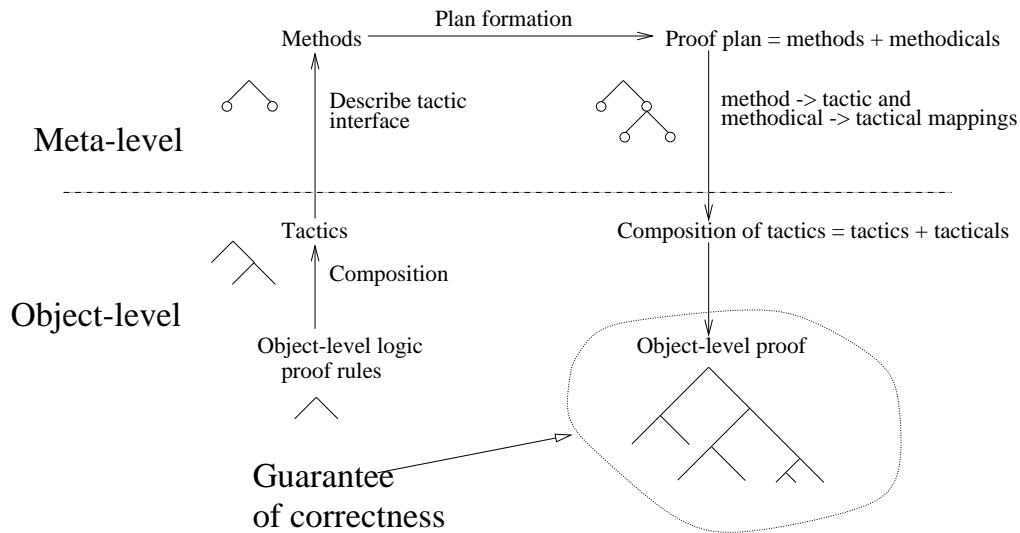 Plan formation
Methods
Proof plan = methods + methodicals
Describe tactic
interface
method -> tactic and
methodical -> tactical mappings
Meta-level
Tactics
Composition of tactics = tactics + tacticals
Composition
Object-level
Object-level logic
proof rules
Object-level proof
Guarantee
of correctness